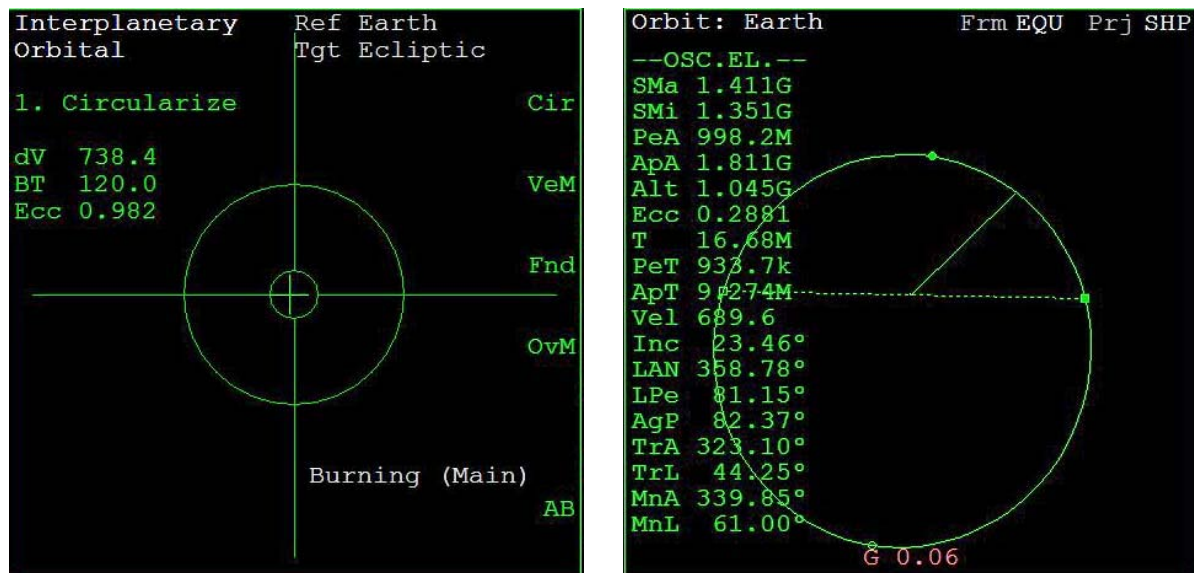 Interplanetary Ref Earth
Orbital Tgt Ecliptic
1. Circularize Cir
dV 738.4
BT 120.0 VeM
Ecc 0.982
Fnd
OvM
Burning (Main)
AB
Orbit: Earth Frm EQU Prj SHP
--OSC.EL.--
SMa 1.411G
SMi 1.351G
PeA 998.2M
ApA 1.811G
Alt 1.045G
Ecc 0.2881
T 16.68M
PeT 933.7k
ApT 9.274M
Vel 689.6
Inc 23.46°
LAN 358.78°
LPe 81.15°
AgP 82.37°
TrA 323.10°
TrL 44.25°
MnA 339.85°
MnL 61.00°
G 0.06